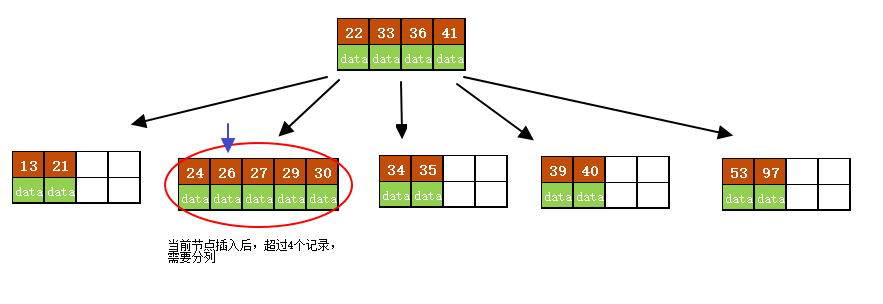 22 33 36 41
data data data data
13 21
data data
24 26 27 29 30
data data data data data
34 35
data data
39 40
data data
53 97
data data
当前节点插入后，超过4个记录，
需要分列